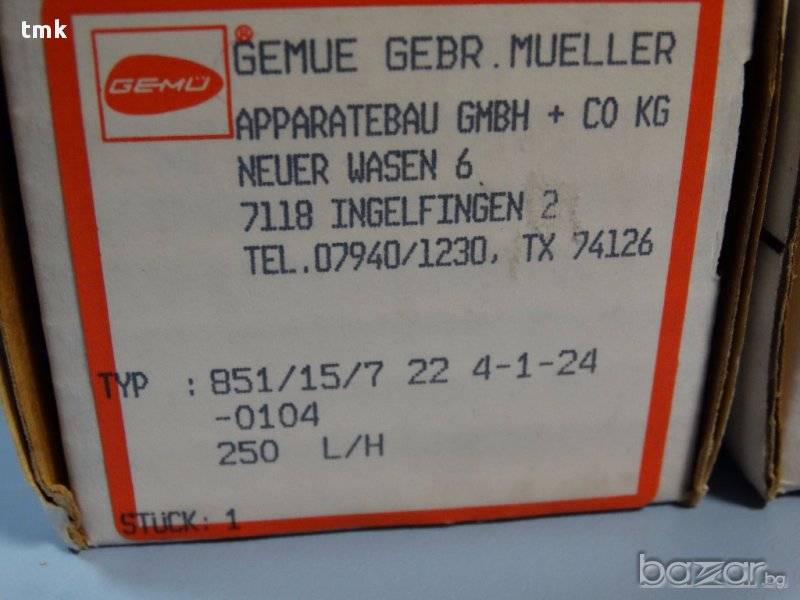 tmk
GEMÜ ®
GEMUE GEBR.MUELLER
APPARATEBAU GMBH + CO KG
NEUER WASEN 6
7118 INGELFINGEN 2
TEL.07940/1230, TX 74126
TYP : 851/15/7 22 4-1-24
-0104
250 L/H
STÜCK: 1
bazar.bg